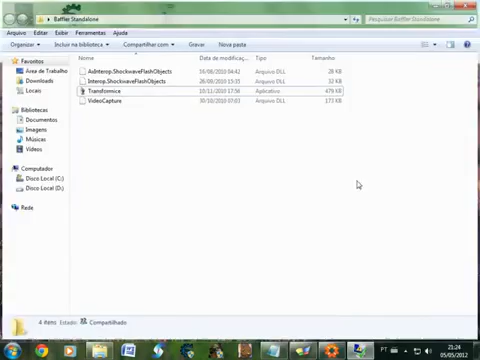 Baffler Standalone
Pesquisar Baffler Standalone
Arquivo Editar Exibir Ferramentas Ajuda
Organizar Incluir na biblioteca Compartilhar com Gravar Nova pasta
Nome Data de modificaç... Tipo Tamanho
Favoritos
Área de Trabalho
Downloads
Locais
Bibliotecas
Documentos
Imagens
Músicas
Vídeos
Computador
Disco Local (C:)
Disco Local (D:)
Rede
AxInterop.ShockwaveFlashObjects 16/08/2010 04:42 Arquivo DLL 28 KB
Interop.ShockwaveFlashObjects 26/09/2010 15:35 Arquivo DLL 32 KB
Transformice 10/11/2010 17:56 Aplicativo 479 KB
VideoCapture 30/10/2010 07:03 Arquivo DLL 173 KB
4 itens Estado: Compartilhado
PT
21:24
05/05/2012